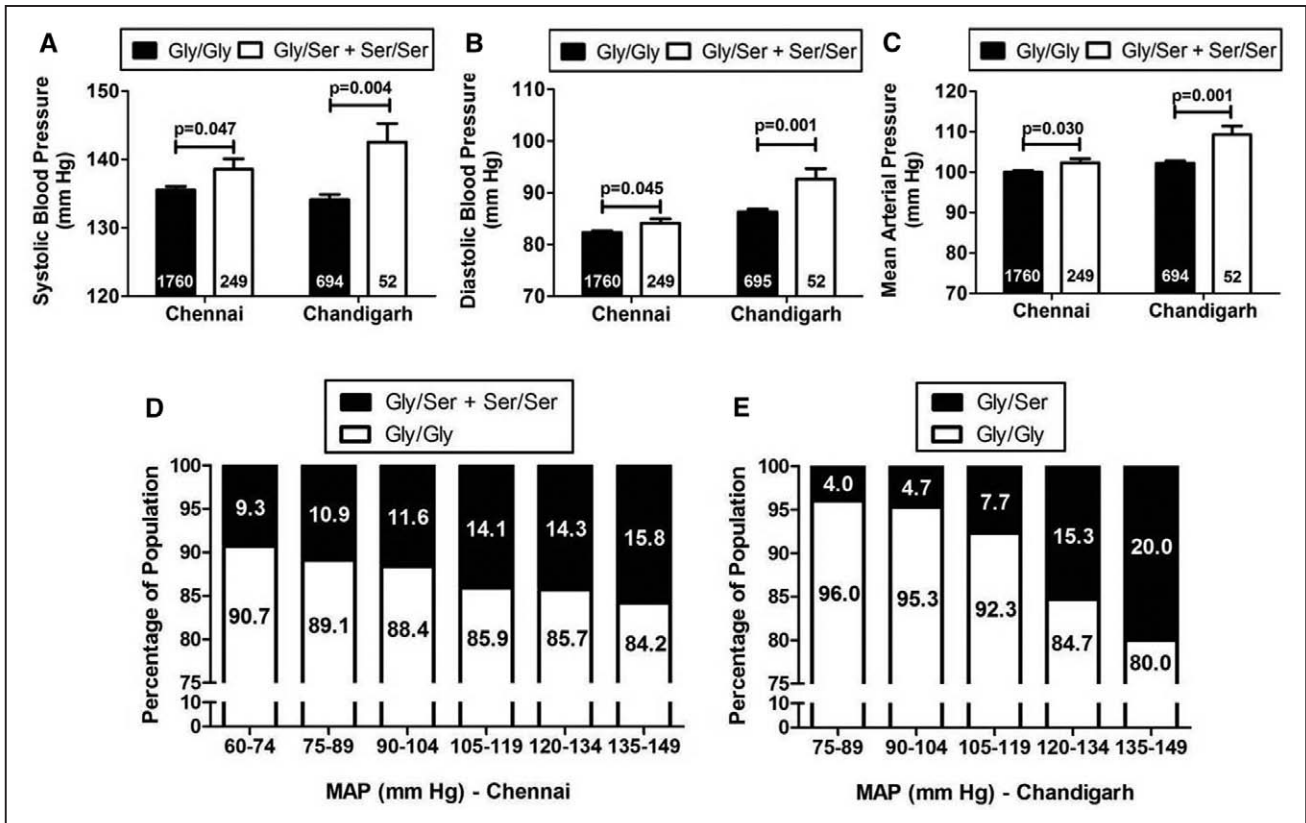 A
Gly/Gly Gly/Ser + Ser/Ser
Systolic Blood Pressure
(mm Hg)
150
140
130
120
p=0.047
p=0.004
1760 249 694 52
Chennai Chandigarh
B
Gly/Gly Gly/Ser + Ser/Ser
Diastolic Blood Pressure
(mm Hg)
110
100
90
80
70
p=0.045
p=0.001
1760 249 695 52
Chennai Chandigarh
C
Gly/Gly Gly/Ser + Ser/Ser
Mean Arterial Pressure
(mm Hg)
120
110
100
90
80
70
p=0.030
p=0.001
1760 249 694 52
Chennai Chandigarh
D
Gly/Ser + Ser/Ser
Gly/Gly
Percentage of Population
100
95
90
85
80
75
10
0
9.3 10.9 11.6 14.1 14.3 15.8
90.7 89.1 88.4 85.9 85.7 84.2
60-74 75-89 90-104 105-119 120-134 135-149
MAP (mm Hg) - Chennai
E
Gly/Ser
Gly/Gly
Percentage of Population
100
95
90
85
80
75
10
0
4.0 4.7 7.7 15.3 20.0
96.0 95.3 92.3 84.7 80.0
75-89 90-104 105-119 120-134 135-149
MAP (mm Hg) - Chandigarh